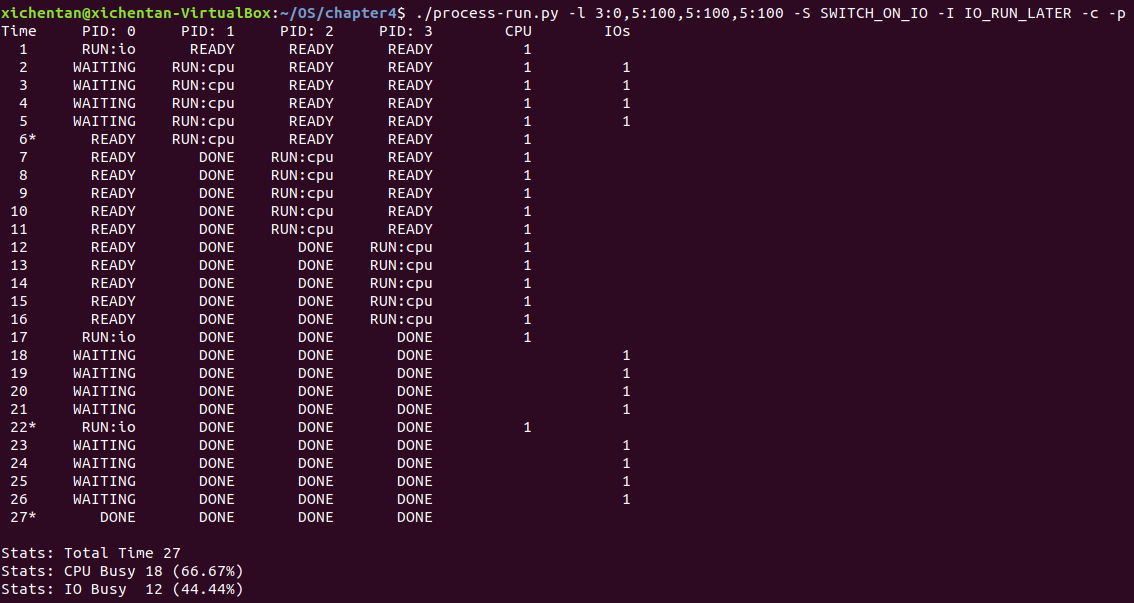 xichentan@xichentan-VirtualBox:~/OS/chapter4$ ./process-run.py -l 3:0,5:100,5:100,5:100 -S SWITCH_ON_IO -I IO_RUN_LATER -c -p
Time PID: 0 PID: 1 PID: 2 PID: 3 CPU IOs
1 RUN:io READY READY READY 1
2 WAITING RUN:cpu READY READY 1 1
3 WAITING RUN:cpu READY READY 1 1
4 WAITING RUN:cpu READY READY 1 1
5 WAITING RUN:cpu READY READY 1 1
6* READY RUN:cpu READY READY 1
7 READY DONE RUN:cpu READY 1
8 READY DONE RUN:cpu READY 1
9 READY DONE RUN:cpu READY 1
10 READY DONE RUN:cpu READY 1
11 READY DONE RUN:cpu READY 1
12 READY DONE DONE RUN:cpu 1
13 READY DONE DONE RUN:cpu 1
14 READY DONE DONE RUN:cpu 1
15 READY DONE DONE RUN:cpu 1
16 READY DONE DONE RUN:cpu 1
17 RUN:io DONE DONE DONE 1
18 WAITING DONE DONE DONE 1
19 WAITING DONE DONE DONE 1
20 WAITING DONE DONE DONE 1
21 WAITING DONE DONE DONE 1
22* RUN:io DONE DONE DONE 1
23 WAITING DONE DONE DONE 1
24 WAITING DONE DONE DONE 1
25 WAITING DONE DONE DONE 1
26 WAITING DONE DONE DONE 1
27* DONE DONE DONE DONE
Stats: Total Time 27
Stats: CPU Busy 18 (66.67%)
Stats: IO Busy 12 (44.44%)